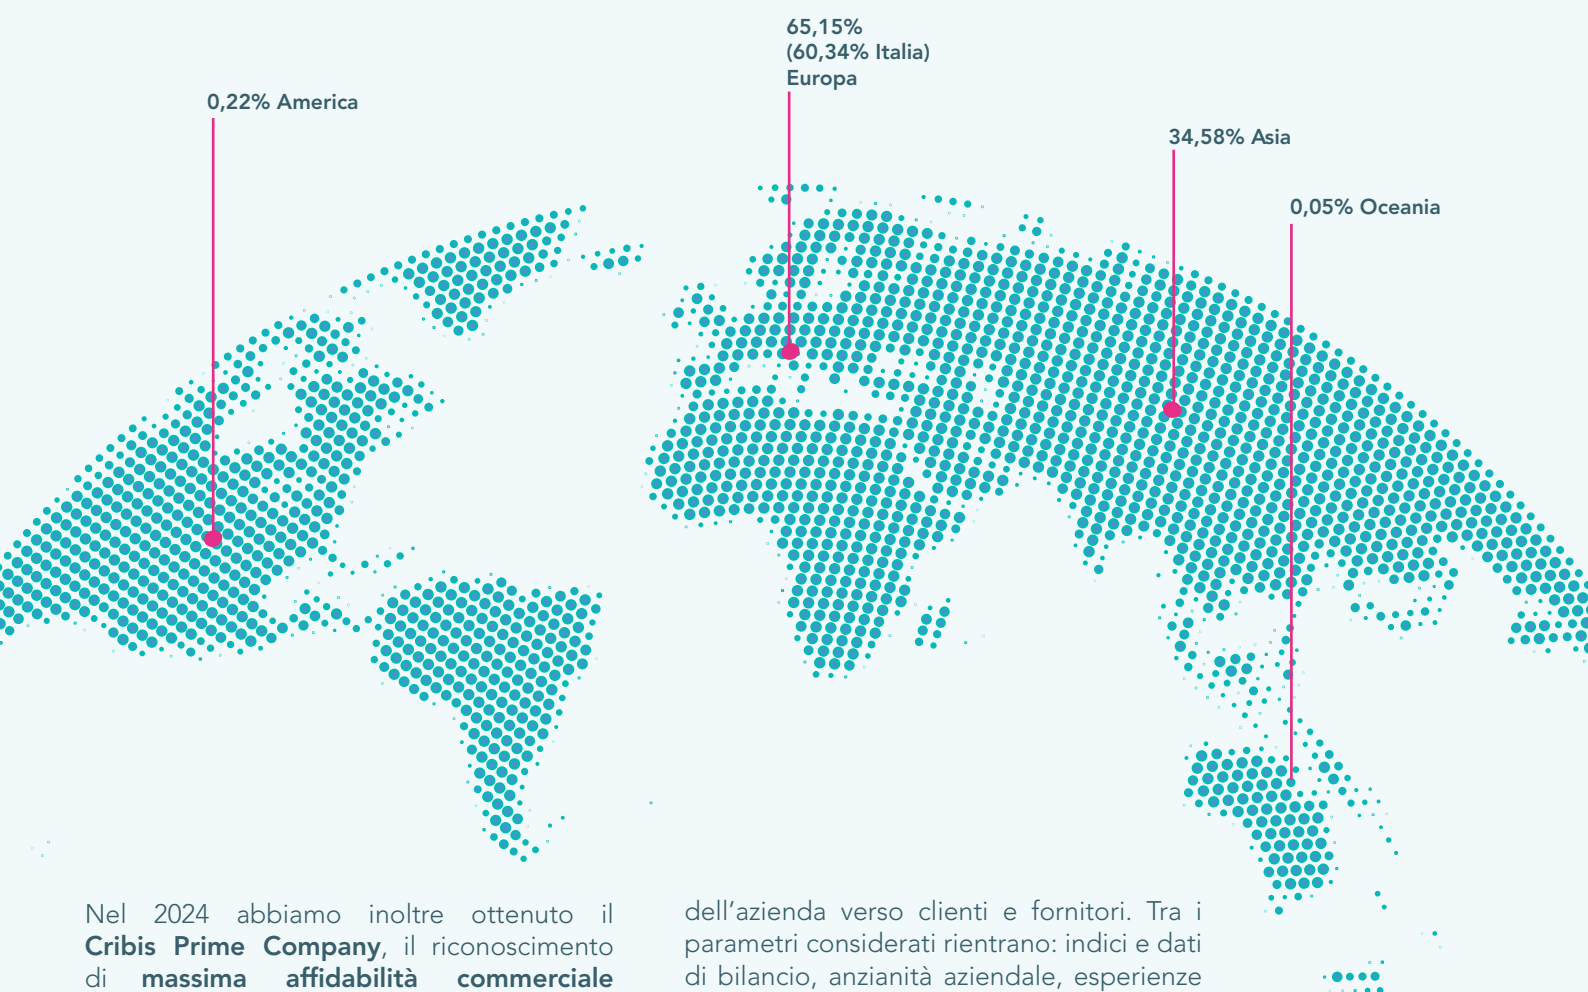 65,15%
(60,34% Italia)
Europa
0,22% America
34,58% Asia
0,05% Oceania
Nel 2024 abbiamo inoltre ottenuto il
Cribis Prime Company, il riconoscimento
di massima affidabilità commerciale
dell’azienda verso clienti e fornitori. Tra i
parametri considerati rientrano: indici e dati
di bilancio, anzianità aziendale, esperienze